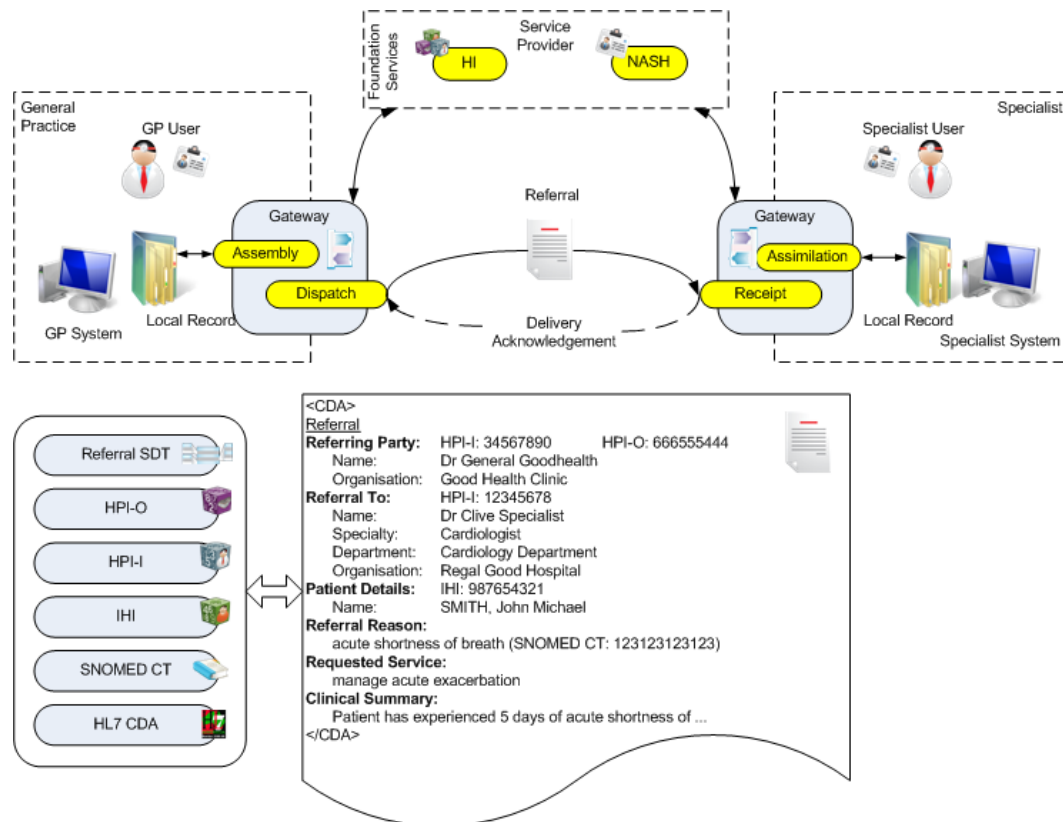 Foundation
Services
Service
Provider
HI
NASH
General
Practice
GP User
Specialist
Specialist User
Gateway
Assembly
Dispatch
GP System
Local Record
Referral
Delivery
Acknowledgement
Gateway
Assimilation
Receipt
Local Record
Specialist System
Referral SDT
HPI-O
HPI-I
IHI
SNOMED CT
HL7 CDA
<CDA>
Referral
Referring Party: HPI-I: 34567890 HPI-O: 666555444
Name: Dr General Goodhealth
Organisation: Good Health Clinic
Referral To: HPI-I: 12345678
Name: Dr Clive Specialist
Specialty: Cardiologist
Department: Cardiology Department
Organisation: Regal Good Hospital
Patient Details: IHI: 987654321
Name: SMITH, John Michael
Referral Reason:
acute shortness of breath (SNOMED CT: 123123123123)
Requested Service:
manage acute exacerbation
Clinical Summary:
Patient has experienced 5 days of acute shortness of ...
</CDA>